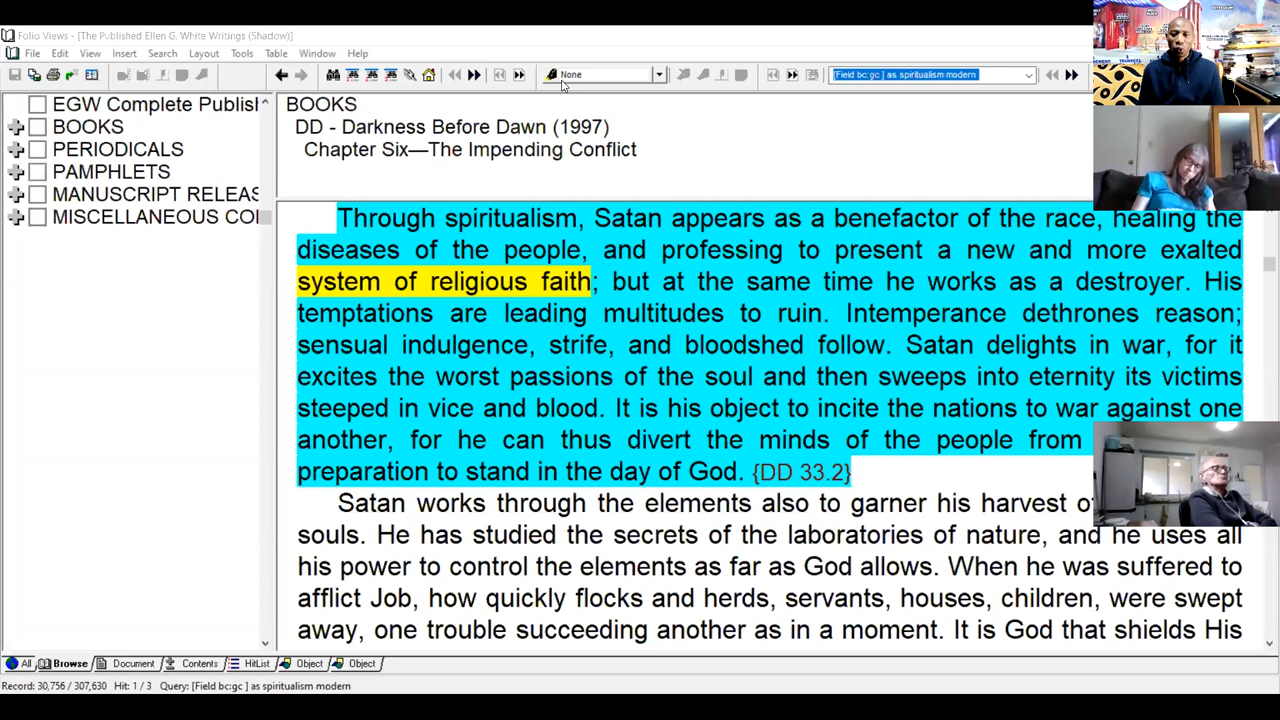 Folio Views - [The Published Ellen G. White Writings (Shadow)]
File Edit View Insert Search Layout Tools Table Window Help
None
[Field bc:gc ] as spiritualism modern
EGW Complete Publish
BOOKS
PERIODICALS
PAMPHLETS
MANUSCRIPT RELEAS
MISCELLANEOUS CO
BOOKS
DD - Darkness Before Dawn (1997)
Chapter Six—The Impending Conflict
Through spiritualism, Satan appears as a benefactor of the race, healing the
diseases of the people, and professing to present a new and more exalted
system of religious faith; but at the same time he works as a destroyer. His
temptations are leading multitudes to ruin. Intemperance dethrones reason;
sensual indulgence, strife, and bloodshed follow. Satan delights in war, for it
excites the worst passions of the soul and then sweeps into eternity its victims
steeped in vice and blood. It is his object to incite the nations to war against one
another, for he can thus divert the minds of the people from
preparation to stand in the day of God. {DD 33.2}
Satan works through the elements also to garner his harvest of
souls. He has studied the secrets of the laboratories of nature, and he uses all
his power to control the elements as far as God allows. When he was suffered to
afflict Job, how quickly flocks and herds, servants, houses, children, were swept
away, one trouble succeeding another as in a moment. It is God that shields His
All Browse Document Contents HitList Object Object
Record: 30,756 / 307,630 Hit: 1 / 3 Query: [Field bc:gc ] as spiritualism modern